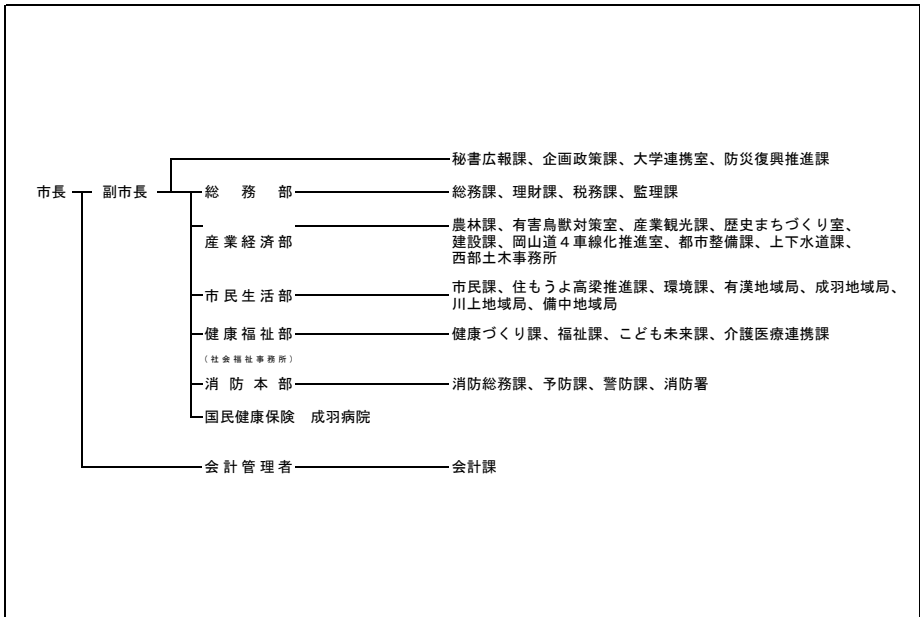 秘書広報課、企画政策課、大学連携室、防災復興推進課
市長 副市長 総務部 総務課、理財課、税務課、監理課
産業経済部 農林課、有害鳥獣対策室、産業観光課、歴史まちづくり室、
建設課、岡山道４車線化推進室、都市整備課、上下水道課、
西部土木事務所
市民生活部 市民課、住もうよ高梁推進課、環境課、有漢地域局、成羽地域局、
川上地域局、備中地域局
健康福祉部 健康づくり課、福祉課、こども未来課、介護医療連携課
（社会福祉事務所）
消防本部 消防総務課、予防課、警防課、消防署
国民健康保険　成羽病院
会計管理者 会計課